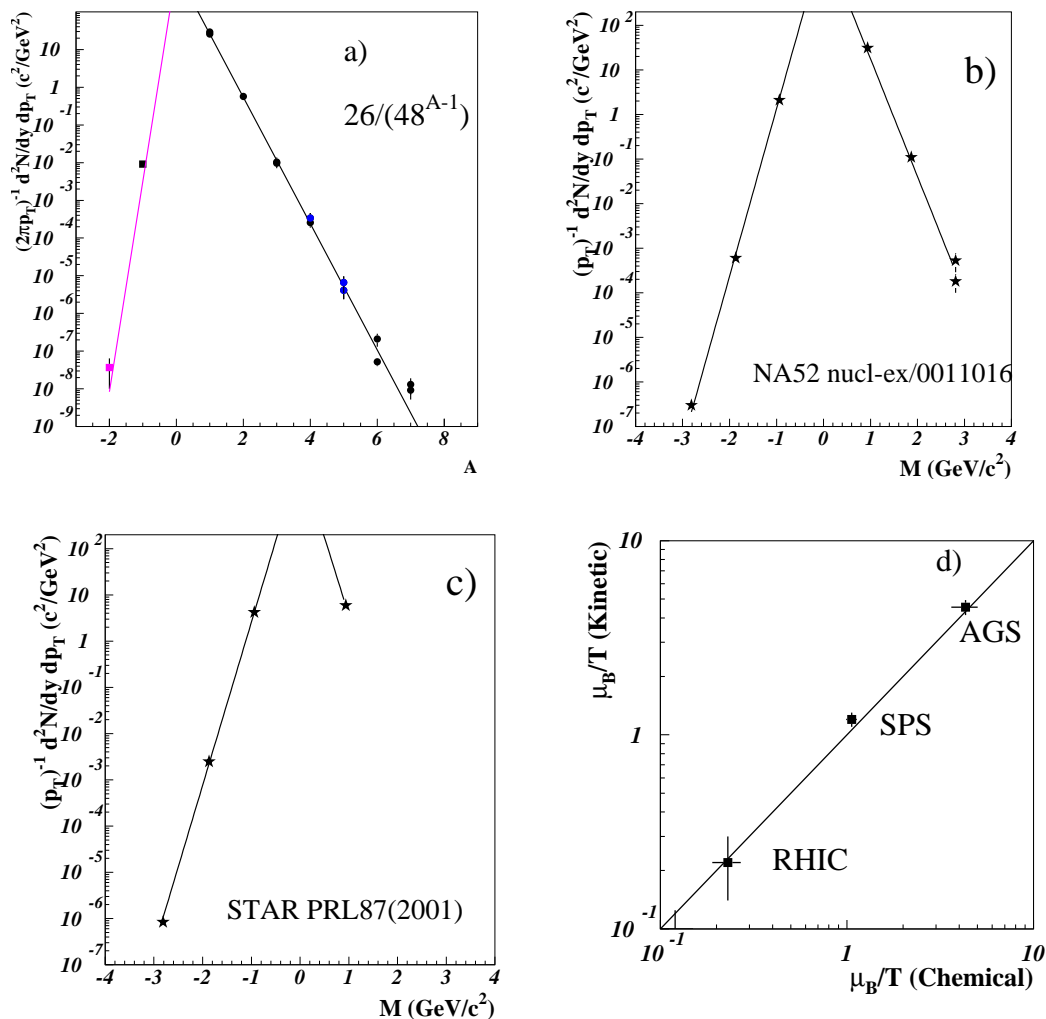 a)
26/(48^{A-1})
(2πp_T)^{-1} d^2N/dy dp_T (c^2/GeV^2)
10
1
10^{-1}
10^{-2}
10^{-3}
10^{-4}
10^{-5}
10^{-6}
10^{-7}
10^{-8}
10^{-9}
-2 0 2 4 6 8
A
b)
(p_T)^{-1} d^2N/dy dp_T (c^2/GeV^2)
10^2
10
1
10^{-1}
10^{-2}
10^{-3}
10^{-4}
10^{-5}
10^{-6}
10^{-7}
NA52 nucl-ex/0011016
-4 -3 -2 -1 0 1 2 3 4
M (GeV/c^2)
c)
(p_T)^{-1} d^2N/dy dp_T (c^2/GeV^2)
10^2
10
1
10^{-1}
10^{-2}
10^{-3}
10^{-4}
10^{-5}
10^{-6}
10^{-7}
STAR PRL87(2001)
-4 -3 -2 -1 0 1 2 3 4
M (GeV/c^2)
d)
μ_B/T (Kinetic)
10
1
10^{-1}
AGS
SPS
RHIC
10^{-1} 1 10
μ_B/T (Chemical)